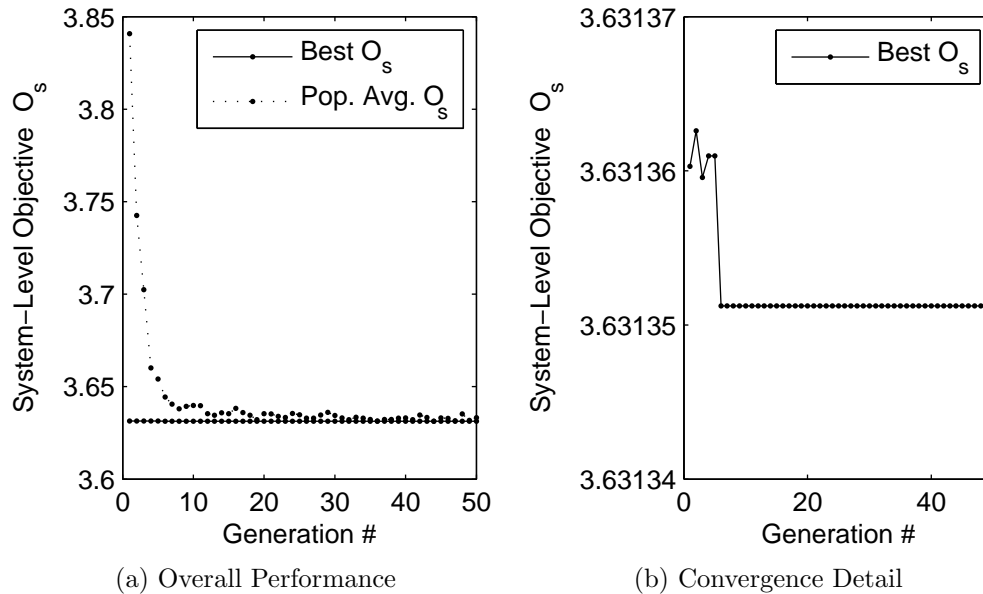 3.85
3.8
3.75
3.7
3.65
3.6
0 10 20 30 40 50
System−Level Objective O_s
Generation #
Best O_s
Pop. Avg. O_s
(a) Overall Performance
3.63137
3.63136
3.63135
3.63134
0 20 40
System−Level Objective O_s
Generation #
Best O_s
(b) Convergence Detail